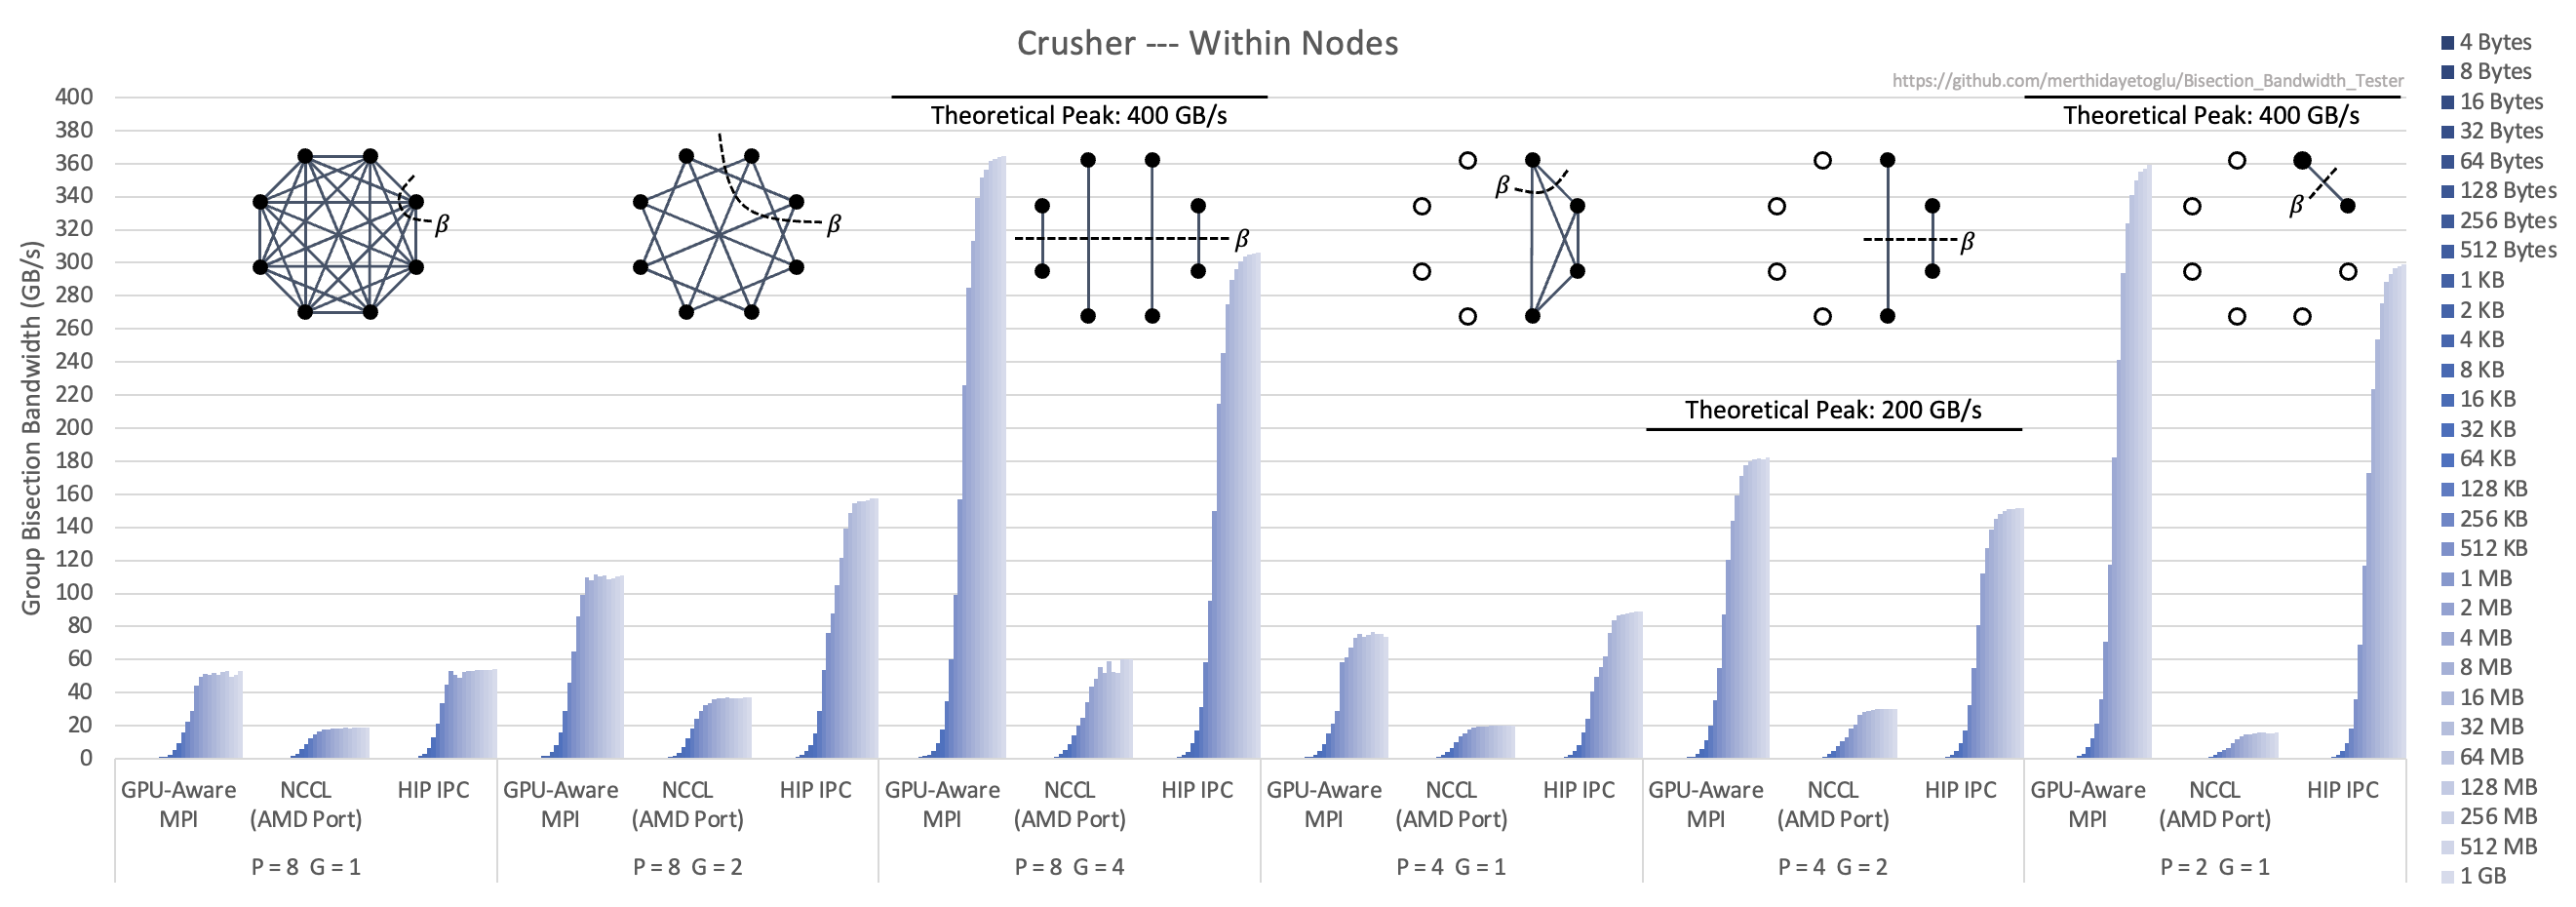 Crusher --- Within Nodes
https://github.com/merthidayetoglu/Bisection_Bandwidth_Tester
Group Bisection Bandwidth (GB/s)
400
380
360
340
320
300
280
260
240
220
200
180
160
140
120
100
80
60
40
20
0
Theoretical Peak: 400 GB/s
Theoretical Peak: 200 GB/s
Theoretical Peak: 400 GB/s
β
β
β
β
β
β
GPU-Aware MPI
NCCL (AMD Port)
HIP IPC
P = 8 G = 1
GPU-Aware MPI
NCCL (AMD Port)
HIP IPC
P = 8 G = 2
GPU-Aware MPI
NCCL (AMD Port)
HIP IPC
P = 8 G = 4
GPU-Aware MPI
NCCL (AMD Port)
HIP IPC
P = 4 G = 1
GPU-Aware MPI
NCCL (AMD Port)
HIP IPC
P = 4 G = 2
GPU-Aware MPI
NCCL (AMD Port)
HIP IPC
P = 2 G = 1
4 Bytes
8 Bytes
16 Bytes
32 Bytes
64 Bytes
128 Bytes
256 Bytes
512 Bytes
1 KB
2 KB
4 KB
8 KB
16 KB
32 KB
64 KB
128 KB
256 KB
512 KB
1 MB
2 MB
4 MB
8 MB
16 MB
32 MB
64 MB
128 MB
256 MB
512 MB
1 GB